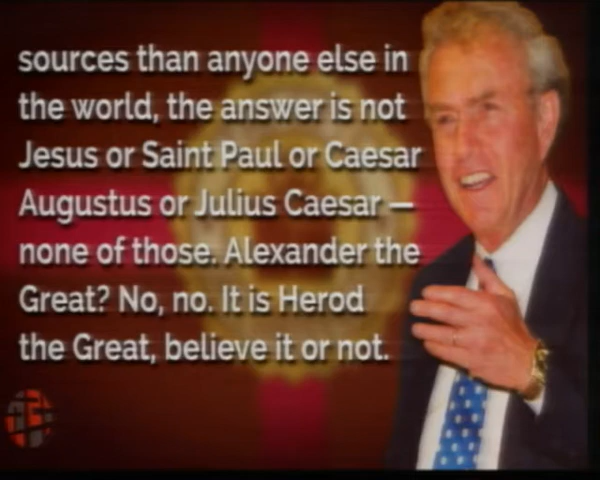 sources than anyone else in
the world, the answer is not
Jesus or Saint Paul or Caesar
Augustus or Julius Caesar —
none of those. Alexander the
Great? No, no. It is Herod
the Great, believe it or not.